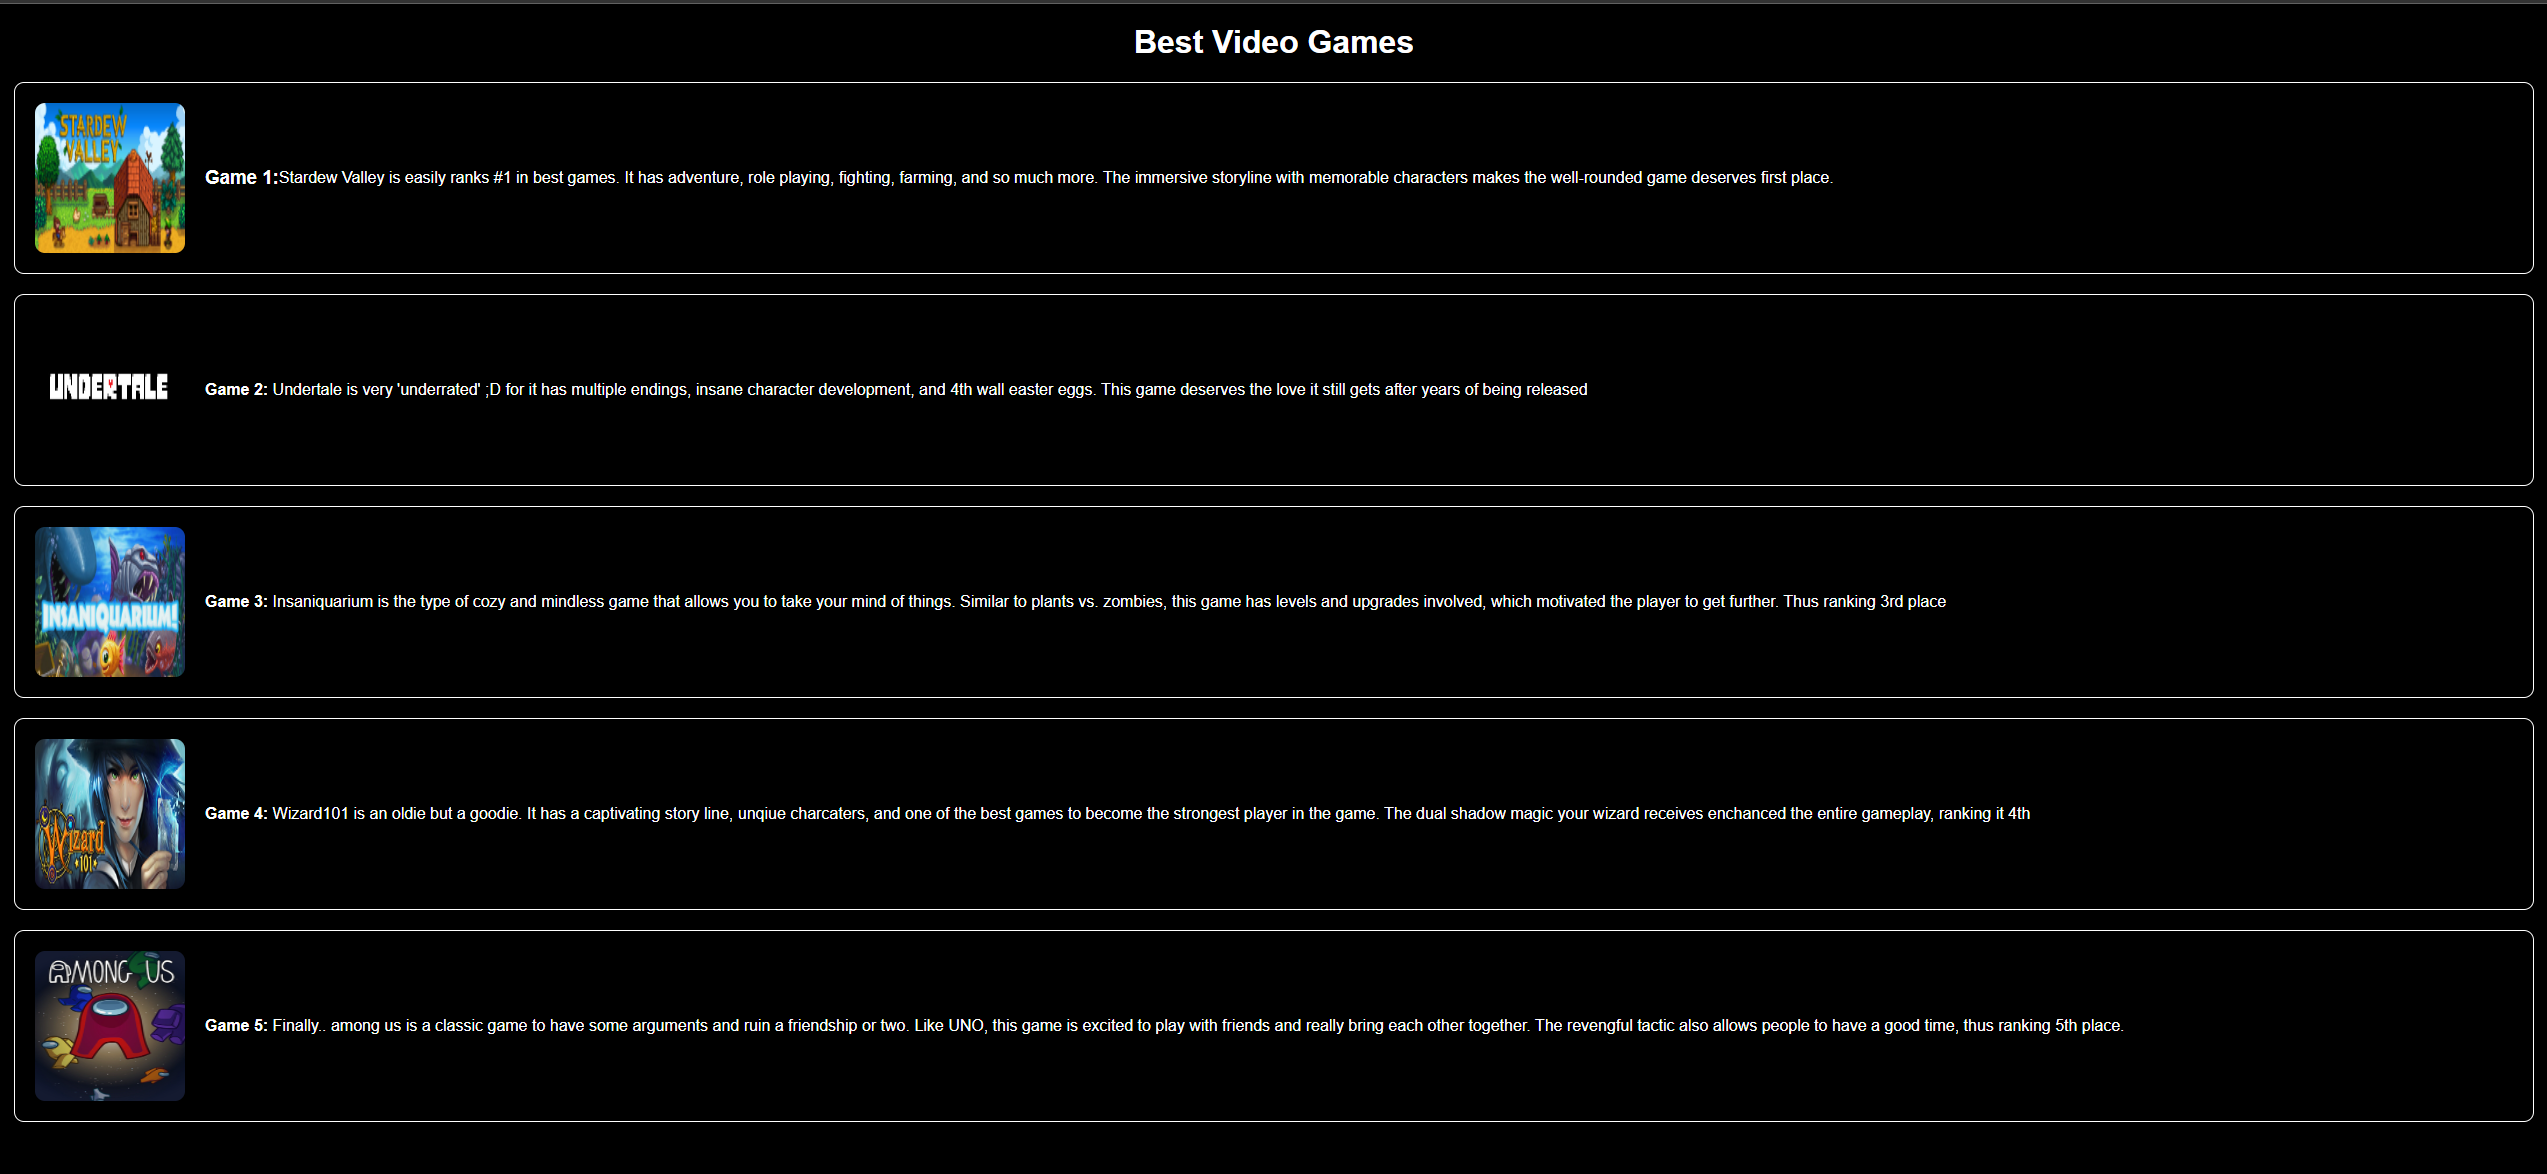 Best Video Games
STARDEW
VALLEY
Game 1:Stardew Valley is easily ranks #1 in best games. It has adventure, role playing, fighting, farming, and so much more. The immersive storyline with memorable characters makes the well-rounded game deserves first place.
UNDERTALE
Game 2: Undertale is very 'underrated' ;D for it has multiple endings, insane character development, and 4th wall easter eggs. This game deserves the love it still gets after years of being released
INSANIQUARIUM!
Game 3: Insaniquarium is the type of cozy and mindless game that allows you to take your mind of things. Similar to plants vs. zombies, this game has levels and upgrades involved, which motivated the player to get further. Thus ranking 3rd place
Wizard
101
Game 4: Wizard101 is an oldie but a goodie. It has a captivating story line, unqiue charcaters, and one of the best games to become the strongest player in the game. The dual shadow magic your wizard receives enchanced the entire gameplay, ranking it 4th
AMONG US
Game 5: Finally.. among us is a classic game to have some arguments and ruin a friendship or two. Like UNO, this game is excited to play with friends and really bring each other together. The revengful tactic also allows people to have a good time, thus ranking 5th place.